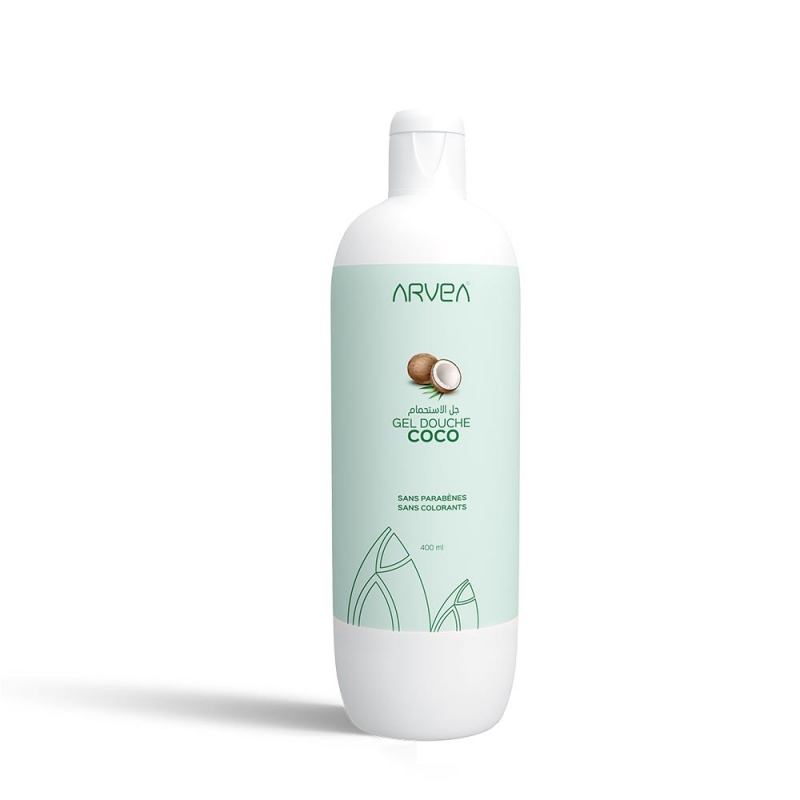 ARVEA®
جل الاستحمام
GEL DOUCHE
COCO
SANS PARABÈNES
SANS COLORANTS
400 ml